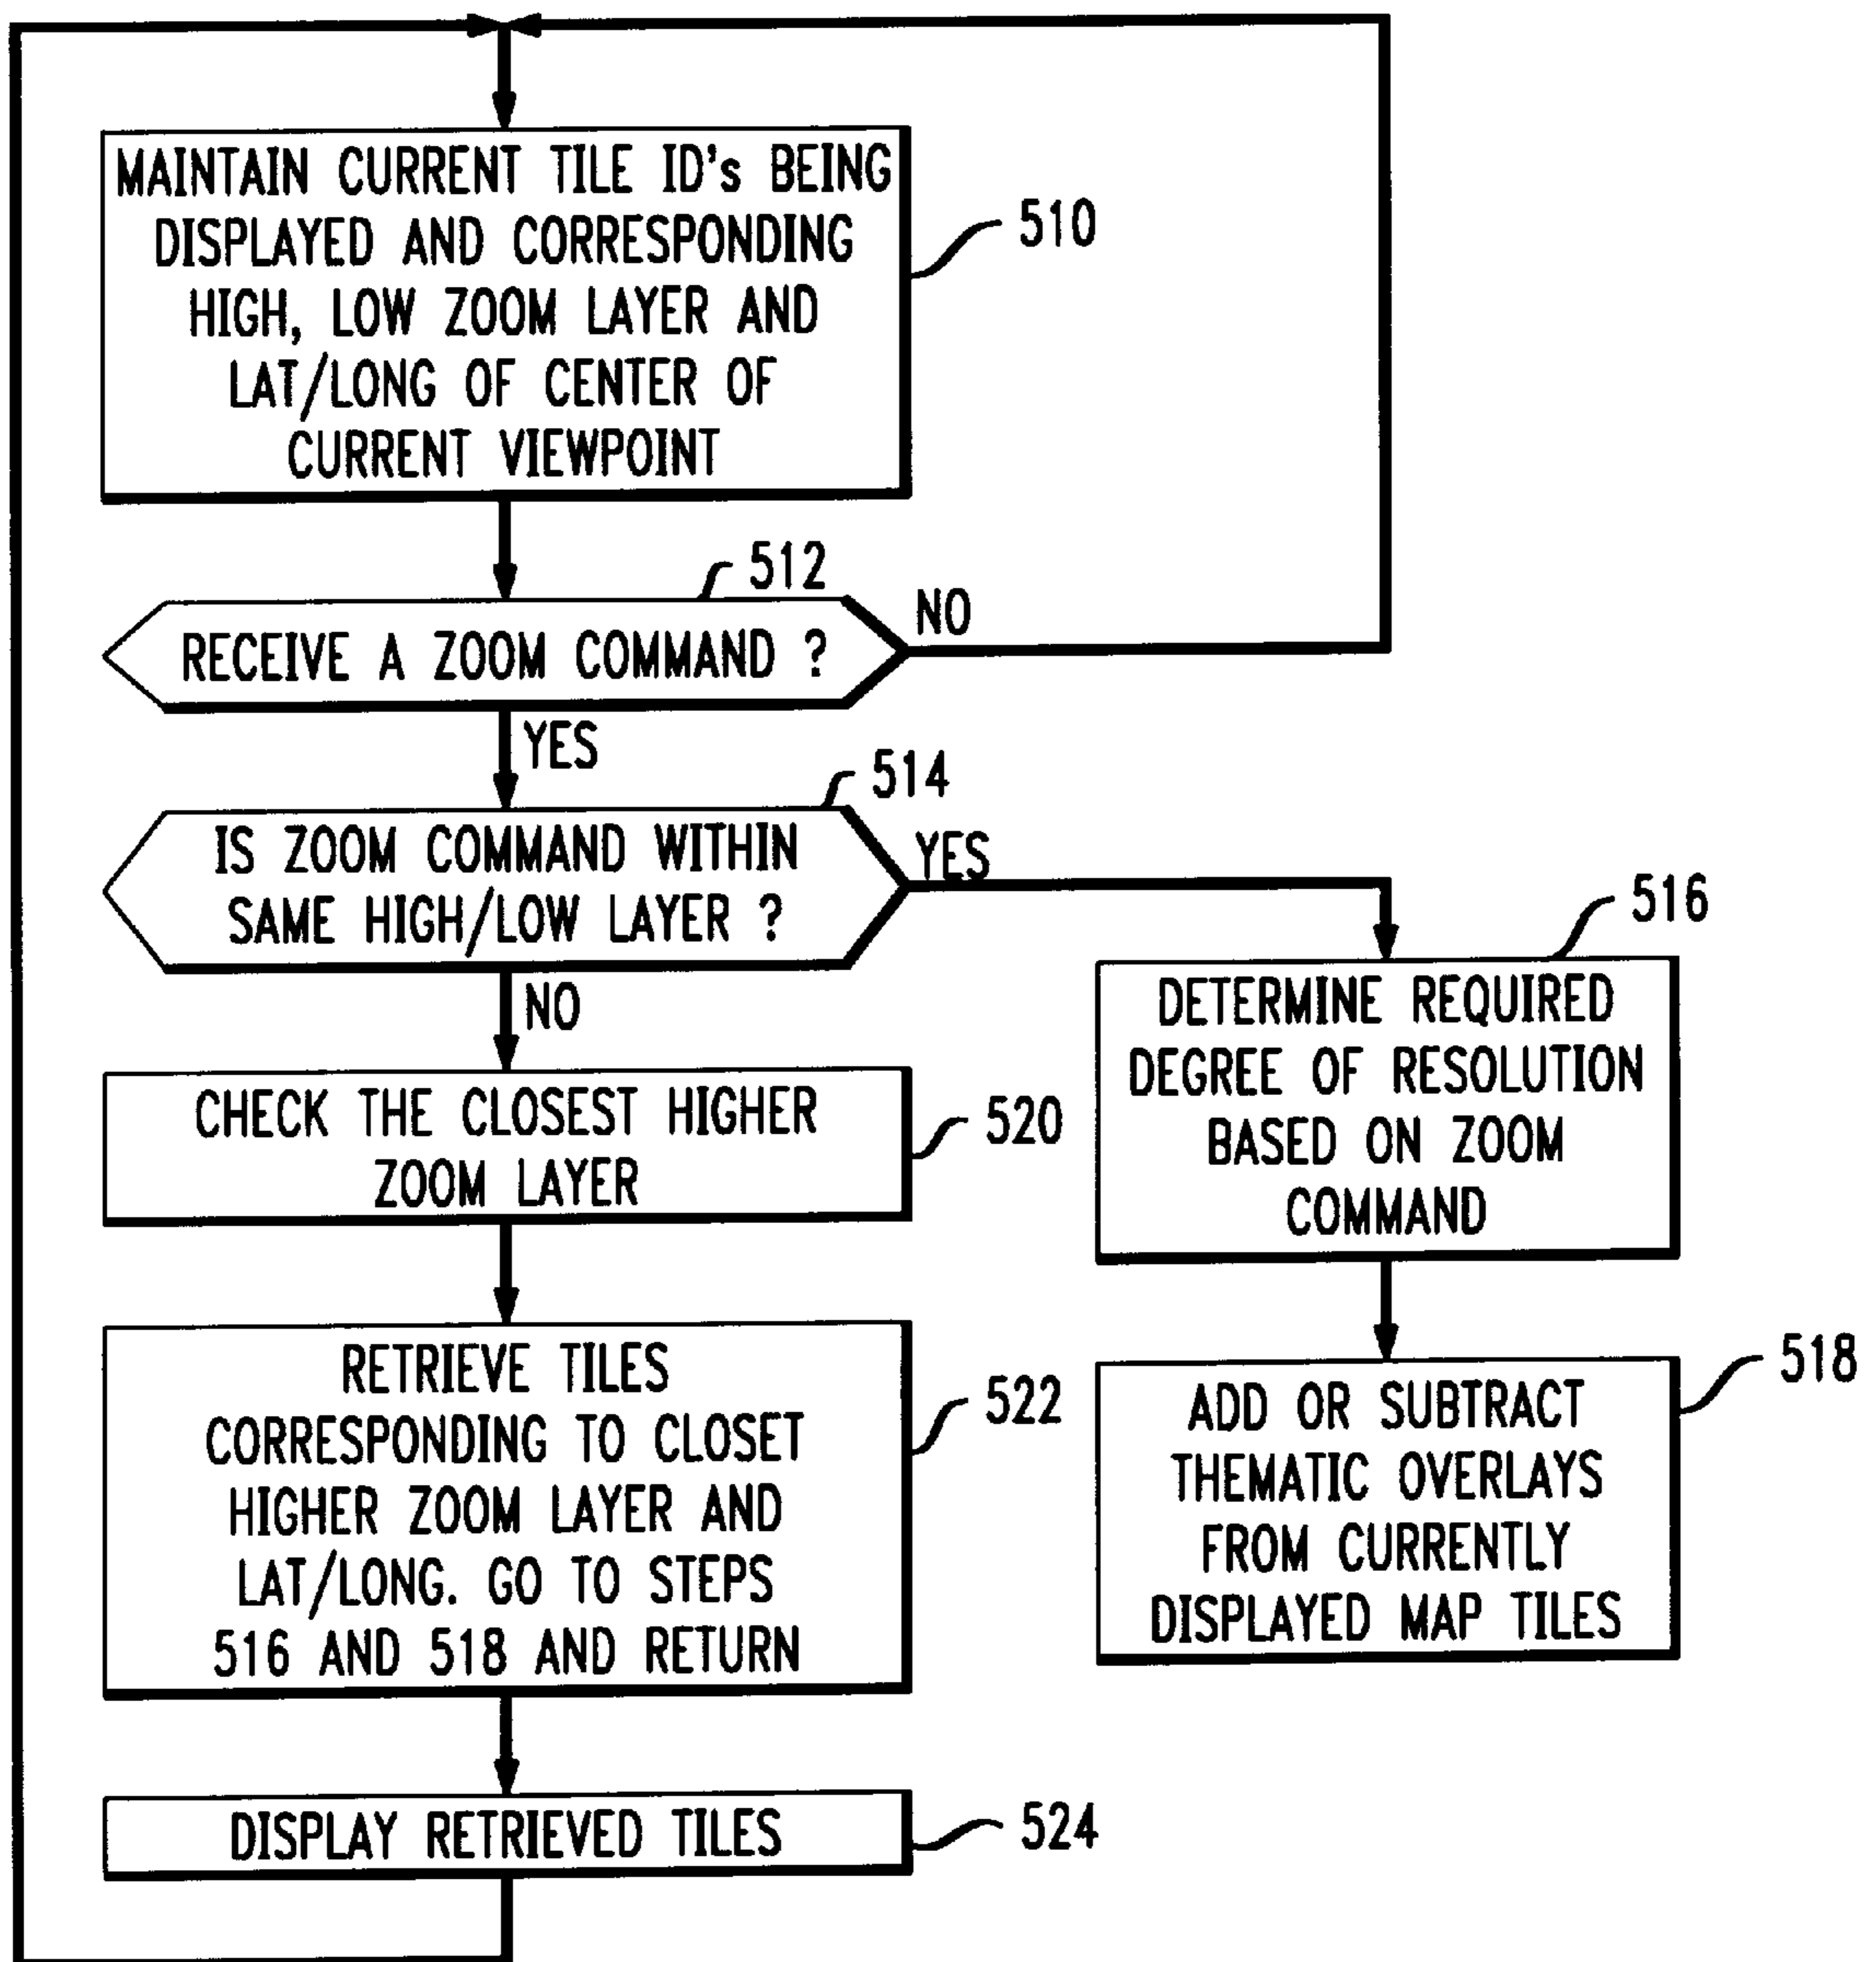 MAINTAIN CURRENT TILE ID's BEING
DISPLAYED AND CORRESPONDING
HIGH, LOW ZOOM LAYER AND
LAT/LONG OF CENTER OF
CURRENT VIEWPOINT
510
512
RECEIVE A ZOOM COMMAND ?
NO
YES
514
IS ZOOM COMMAND WITHIN
SAME HIGH/LOW LAYER ?
YES
NO
516
DETERMINE REQUIRED
DEGREE OF RESOLUTION
BASED ON ZOOM
COMMAND
518
ADD OR SUBTRACT
THEMATIC OVERLAYS
FROM CURRENTLY
DISPLAYED MAP TILES
CHECK THE CLOSEST HIGHER
ZOOM LAYER
520
RETRIEVE TILES
CORRESPONDING TO CLOSET
HIGHER ZOOM LAYER AND
LAT/LONG. GO TO STEPS
516 AND 518 AND RETURN
522
DISPLAY RETRIEVED TILES
524